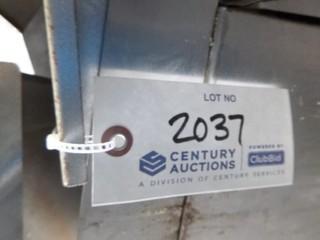 LOT NO
2037
CENTURY
AUCTIONS
A DIVISION OF CENTURY SERVICES
POWERED BY
ClubBid